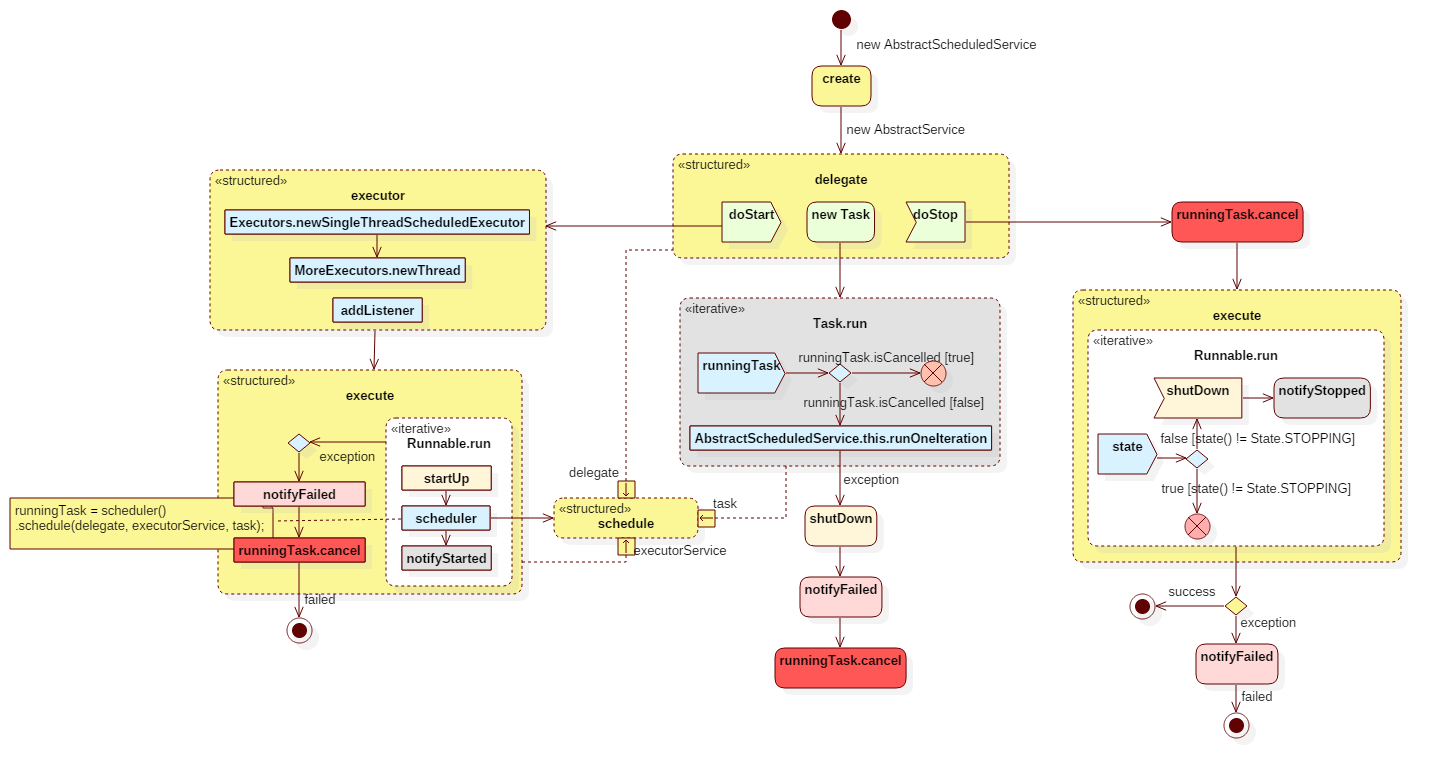 new AbstractScheduledService
create
new AbstractService
«structured»
delegate
doStart
new Task
doStop
«structured»
executor
Executors.newSingleThreadScheduledExecutor
MoreExecutors.newThread
addListener
runningTask.cancel
«iterative»
Task.run
runningTask
runningTask.isCancelled [true]
runningTask.isCancelled [false]
AbstractScheduledService.this.runOneIteration
exception
shutDown
notifyFailed
runningTask.cancel
«structured»
execute
«iterative»
Runnable.run
exception
startUp
notifyFailed
scheduler
runningTask = scheduler()
.schedule(delegate, executorService, task);
runningTask.cancel
notifyStarted
failed
delegate
«structured»
schedule
task
executorService
«structured»
execute
«iterative»
Runnable.run
shutDown
notifyStopped
false [state() != State.STOPPING]
state
true [state() != State.STOPPING]
success
exception
notifyFailed
failed